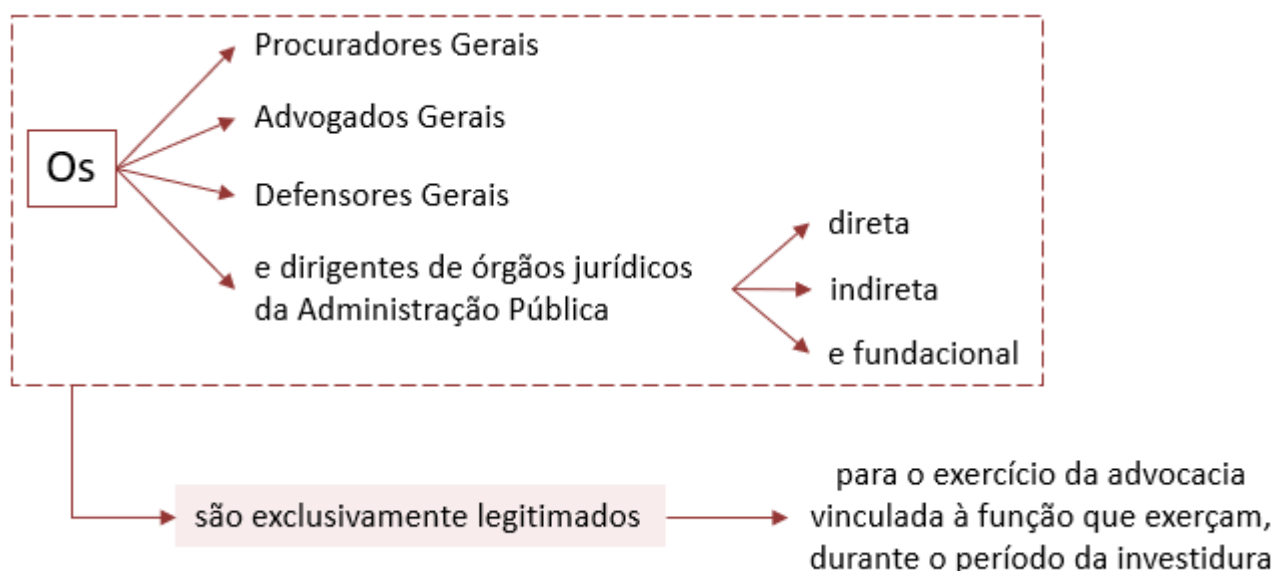 Os
Procuradores Gerais
Advogados Gerais
Defensores Gerais
e dirigentes de órgãos jurídicos
da Administração Pública
direta
indireta
e fundacional
são exclusivamente legitimados
para o exercício da advocacia
vinculada à função que exerçam,
durante o período da investidura